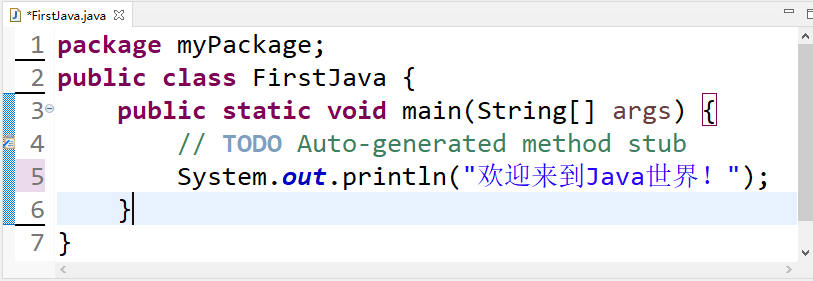 *FirstJava.java
1 package myPackage;
2 public class FirstJava {
3 public static void main(String[] args) {
4 // TODO Auto-generated method stub
5 System.out.println("欢迎来到Java世界！");
6 }
7 }